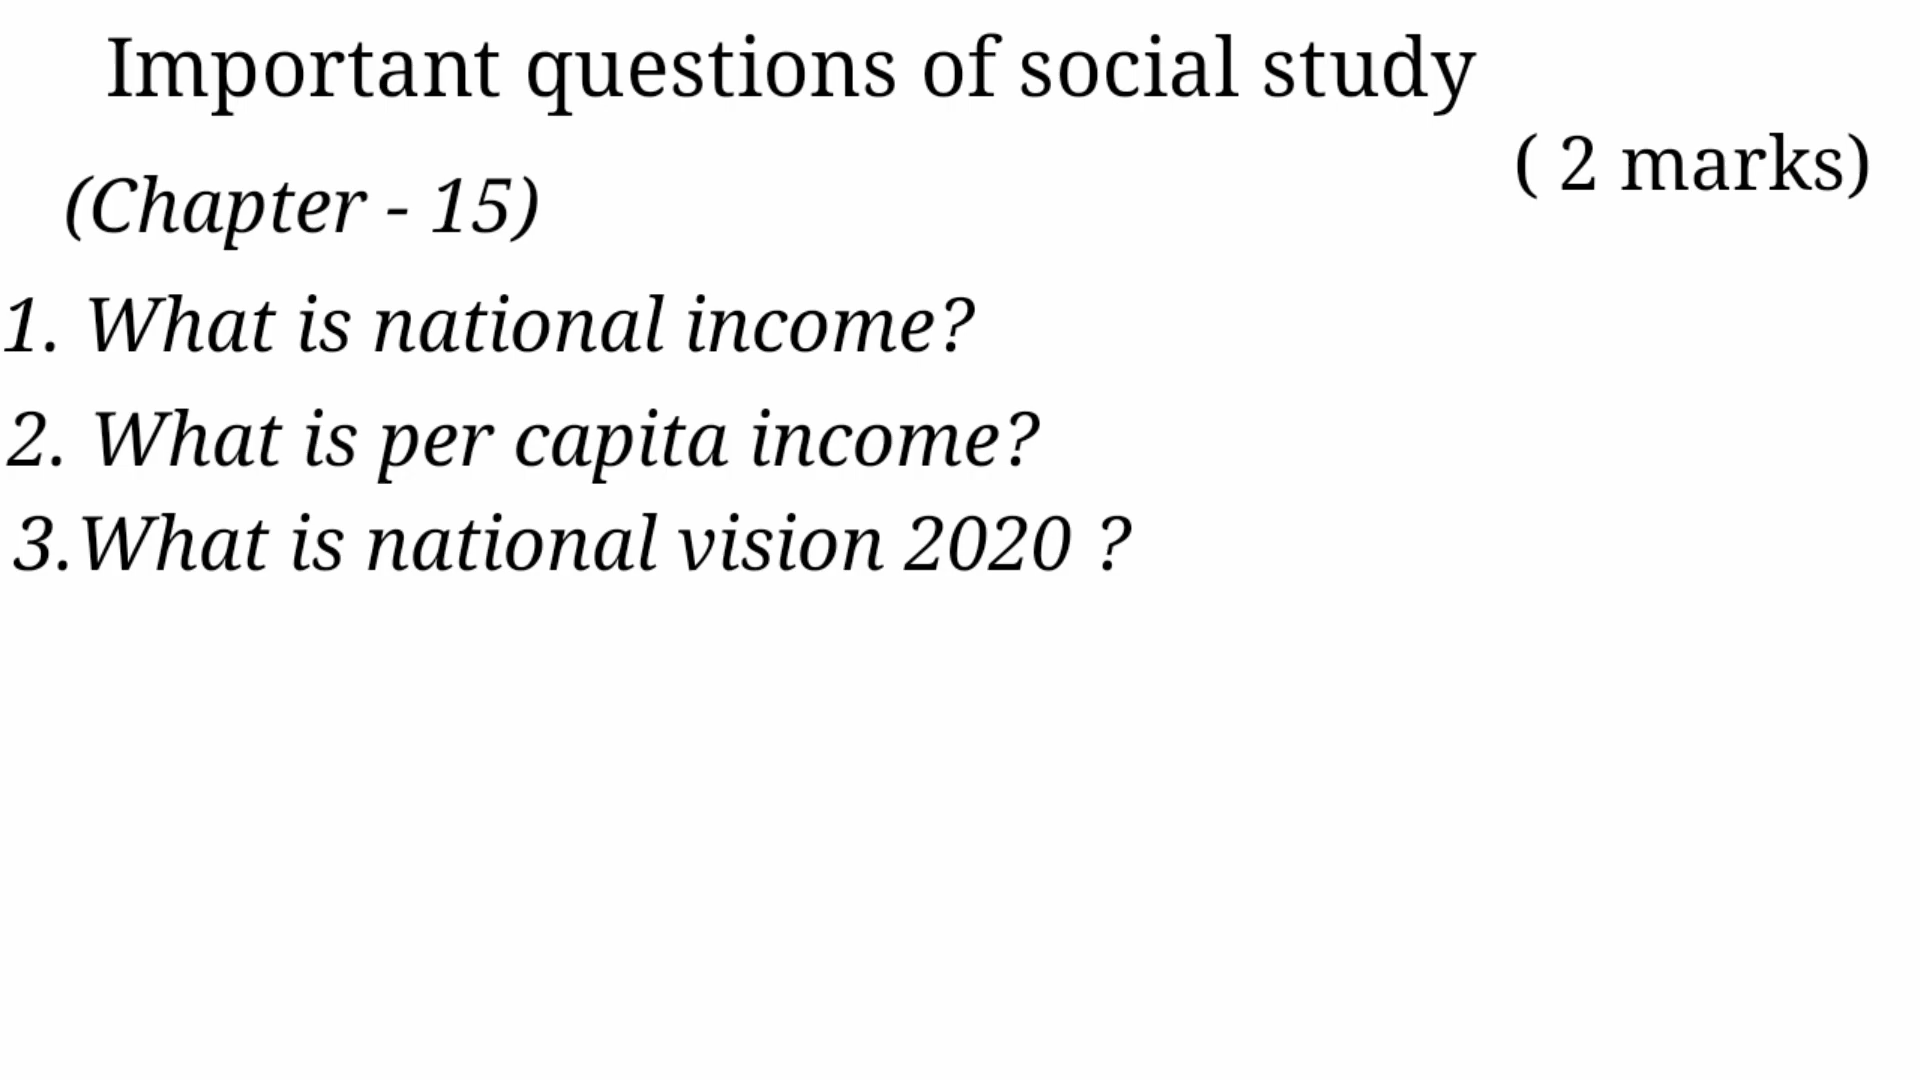 Important questions of social study
( 2 marks)
(Chapter - 15)
1. What is national income?
2. What is per capita income?
3.What is national vision 2020 ?